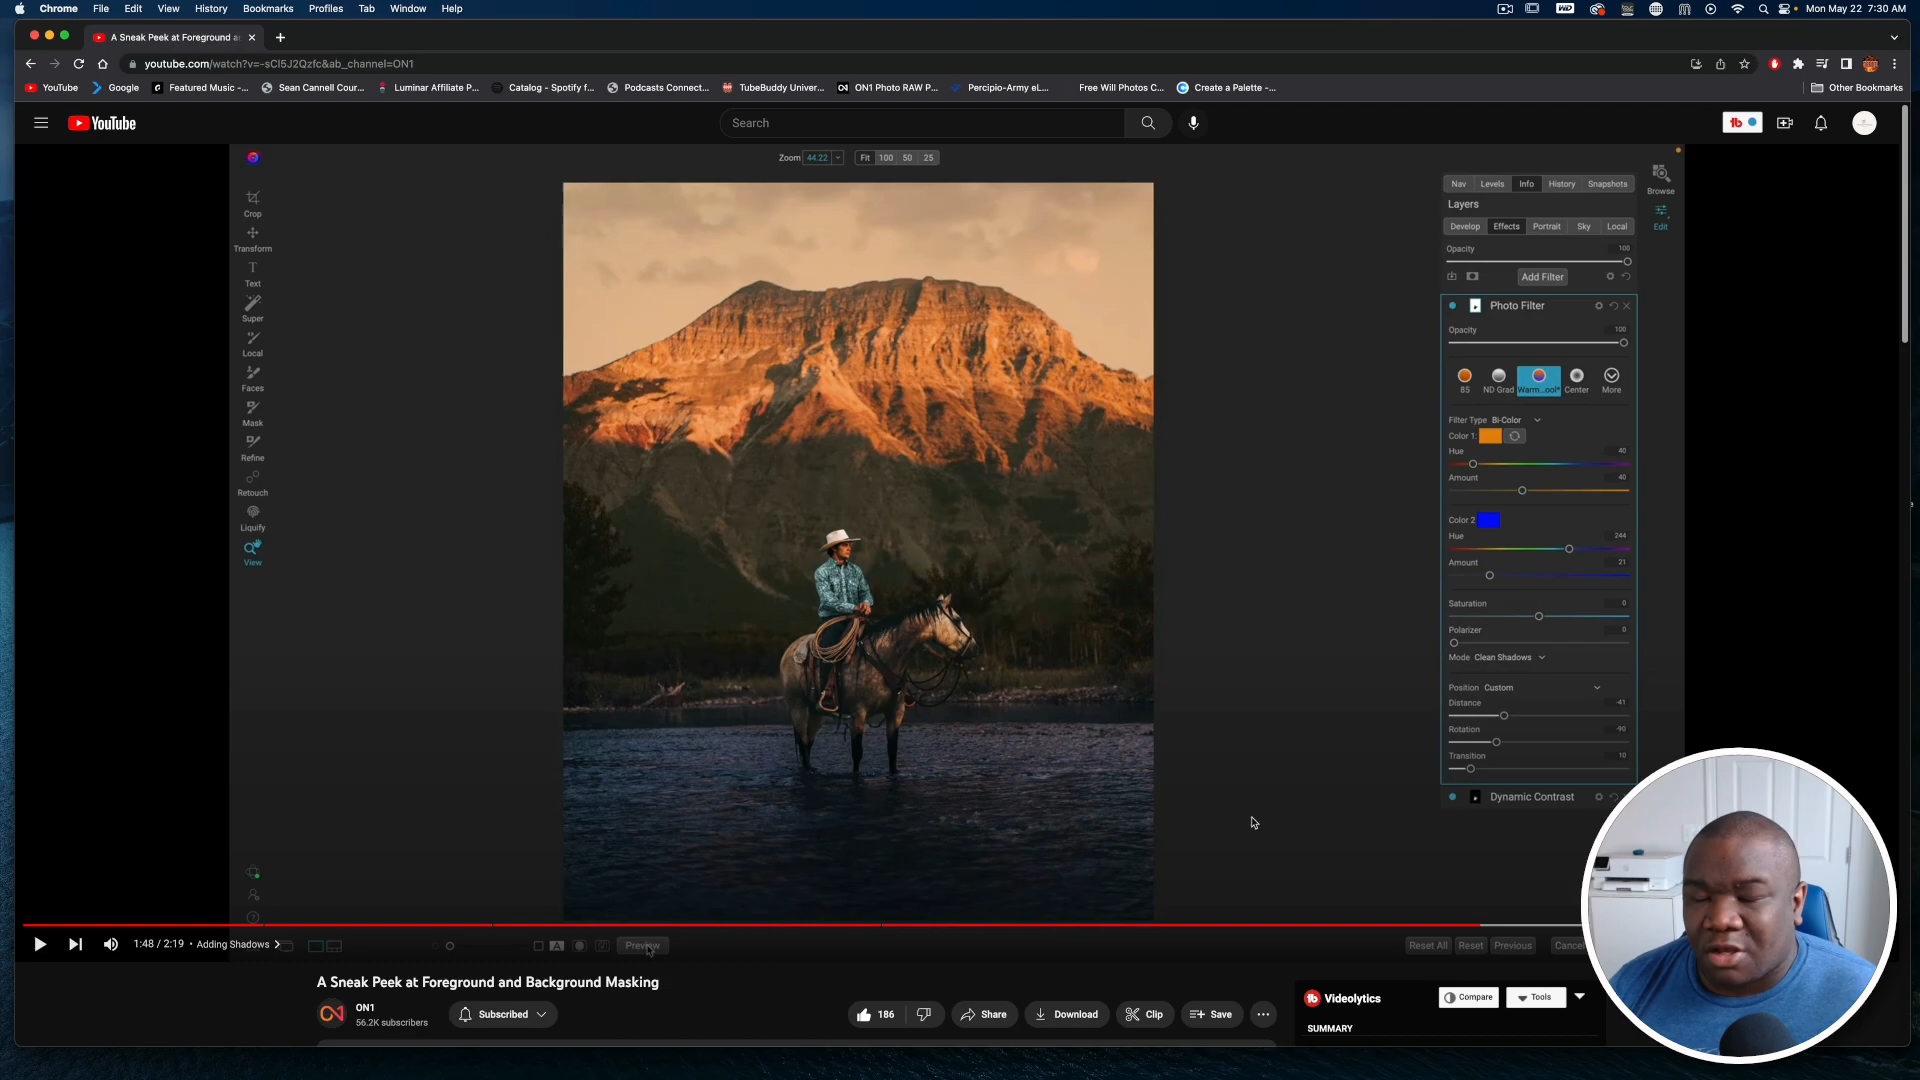 Chrome File Edit View History Bookmarks Profiles Tab Window Help
Mon May 22 7:30 AM
A Sneak Peek at Foreground a
youtube.com/watch?v=-sCl5J2Qzfc&ab_channel=ON1
YouTube Google Featured Music -... Sean Cannell Cour... Luminar Affiliate P... Catalog - Spotify f... Podcasts Connect... TubeBuddy Univer... ON1 Photo RAW P... Percipio-Army eL... Free Will Photos C... Create a Palette -... Other Bookmarks
YouTube
Search
Zoom 44.22 Fit 100 50 25
Crop
Transform
Text
Super
Local
Faces
Mask
Refine
Retouch
Liquify
View
Nav Levels Info History Snapshots
Browse
Layers
Edit
Develop Effects Portrait Sky Local
Opacity 100
Add Filter
Photo Filter
Opacity 100
85 ND Grad Warm...ool* Center More
Filter Type Bi-Color
Color 1:
Hue 40
Amount 40
Color 2
Hue 244
Amount 21
Saturation 0
Polarizer 0
Mode Clean Shadows
Position Custom
Distance -41
Rotation -90
Transition 10
Dynamic Contrast
1:48 / 2:19 • Adding Shadows
Preview
Reset All Reset Previous Cancel
A Sneak Peek at Foreground and Background Masking
ON1
56.2K subscribers
Subscribed
186
Share
Download
Clip
Save
Videolytics
Compare
Tools
SUMMARY